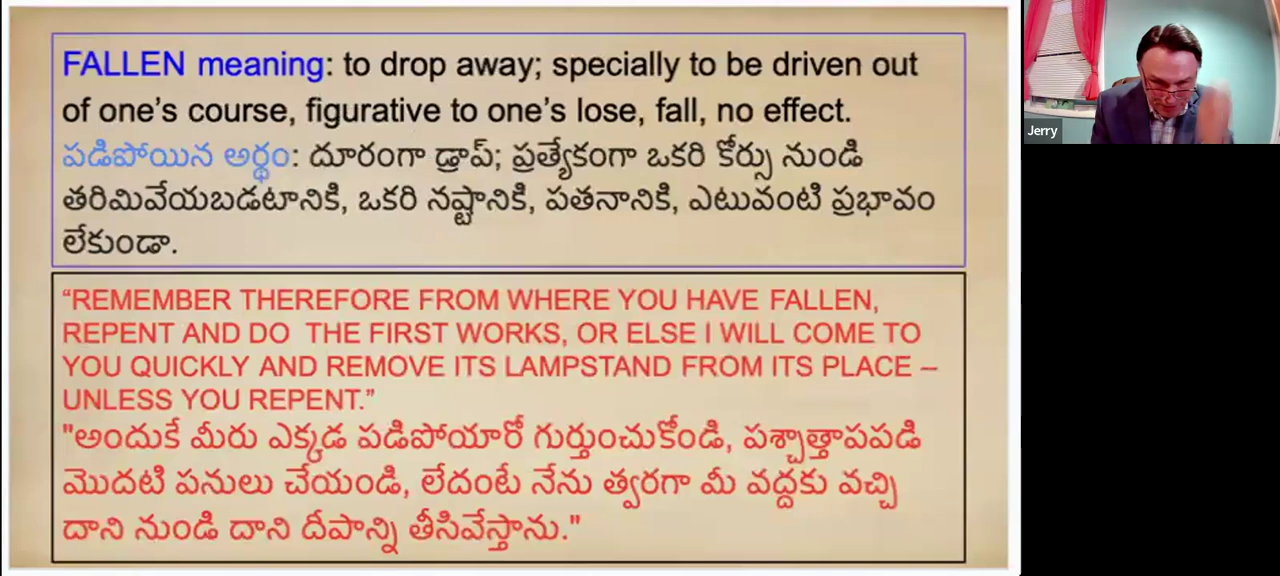 FALLEN meaning: to drop away; specially to be driven out
of one's course, figurative to one's lose, fall, no effect.
పడిపోయిన అర్థం: దూరంగా డ్రాప్; ప్రత్యేకంగా ఒకరి కోర్సు నుండి
తరిమివేయబడటానికి, ఒకరి నష్టానికి, పతనానికి, ఎటువంటి ప్రభావం
లేకుండా.
“REMEMBER THEREFORE FROM WHERE YOU HAVE FALLEN,
REPENT AND DO THE FIRST WORKS, OR ELSE I WILL COME TO
YOU QUICKLY AND REMOVE ITS LAMPSTAND FROM ITS PLACE –
UNLESS YOU REPENT.”
"అందుకే మీరు ఎక్కడ పడిపోయారో గుర్తుంచుకోండి, పశ్చాత్తాపపడి
మొదటి పనులు చేయండి, లేదంటే నేను త్వరగా మీ వద్దకు వచ్చి
దాని నుండి దాని దీపాన్ని తీసివేస్తాను."
Jerry